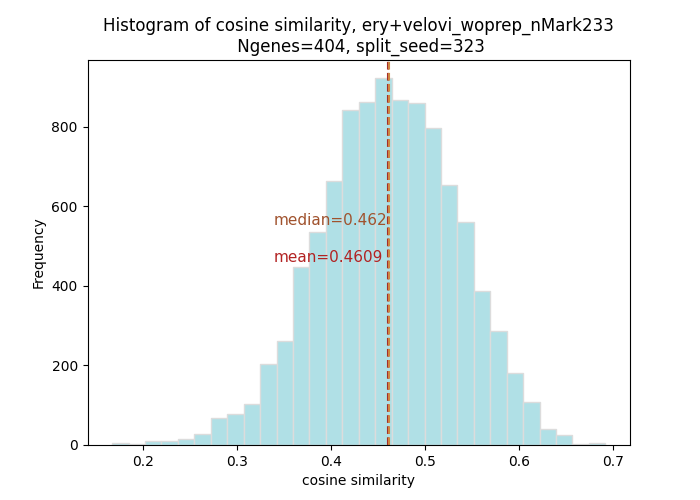 Histogram of cosine similarity, ery+velovi_woprep_nMark233
Ngenes=404, split_seed=323
Frequency
800
600
400
200
0
median=0.462
mean=0.4609
0.2 0.3 0.4 0.5 0.6 0.7
cosine similarity